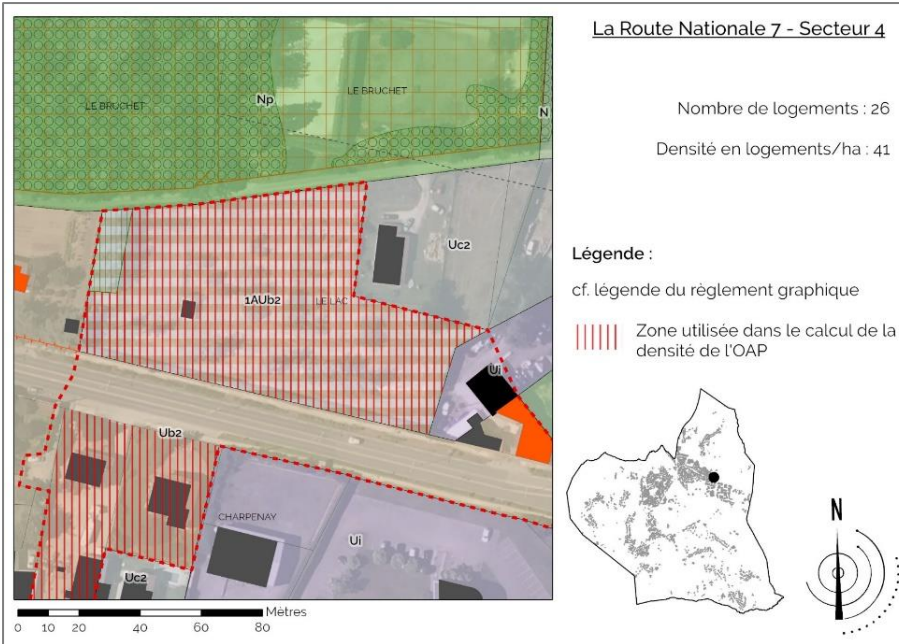 La Route Nationale 7 - Secteur 4
Nombre de logements : 26
Densité en logements/ha : 41
Légende :
cf. légende du règlement graphique
Zone utilisée dans le calcul de la
densité de l'OAP
LE BRUCHET
Np
LE BRUCHET
N
Uc2
1AUb2
LE LAC
Ui
Ub2
CHARPENAY
Ui
Uc2
Mètres
0 10 20 40 60 80
N